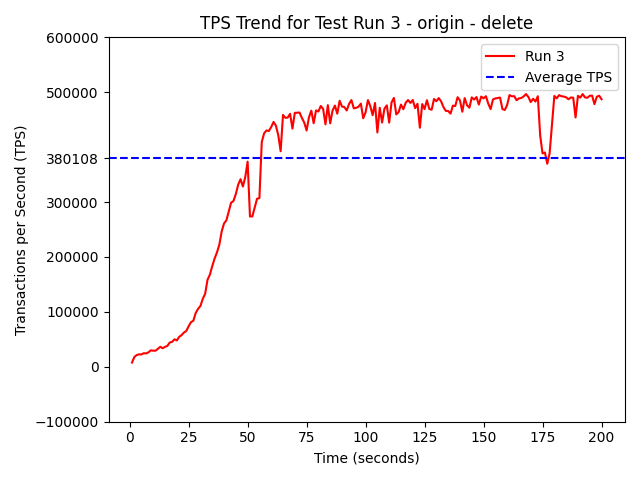 TPS Trend for Test Run 3 - origin - delete
Run 3
Average TPS
600000
500000
380108
300000
200000
100000
0
−100000
Transactions per Second (TPS)
0 25 50 75 100 125 150 175 200
Time (seconds)